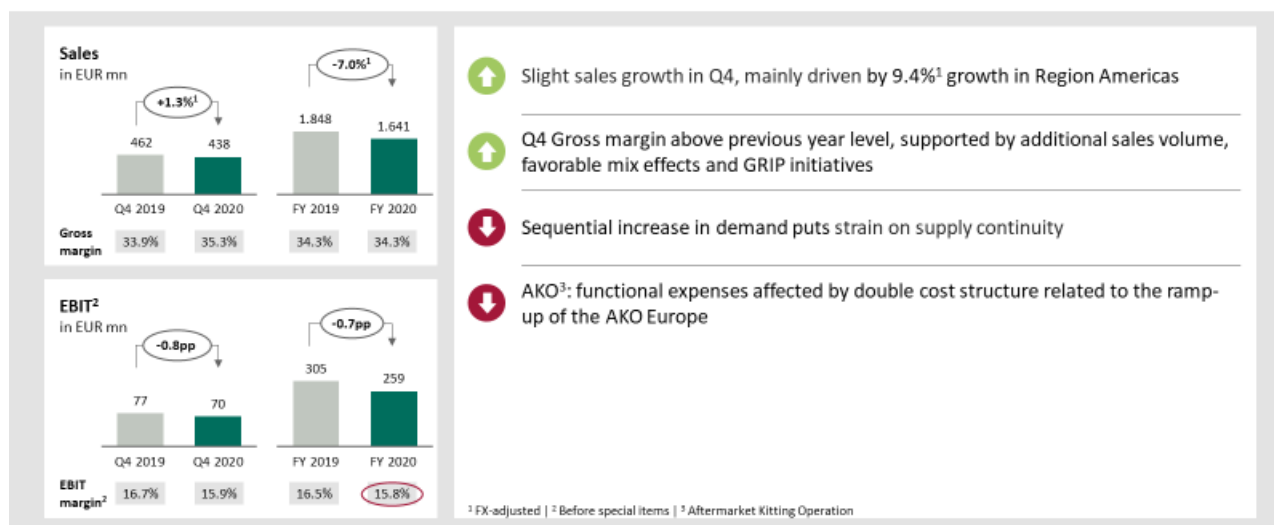 Sales
in EUR mn
+1.3%¹
-7.0%¹
462
438
1.848
1.641
Q4 2019
Q4 2020
FY 2019
FY 2020
Gross
margin
33.9%
35.3%
34.3%
34.3%
EBIT²
in EUR mn
-0.8pp
-0.7pp
77
70
305
259
Q4 2019
Q4 2020
FY 2019
FY 2020
EBIT
margin²
16.7%
15.9%
16.5%
15.8%
Slight sales growth in Q4, mainly driven by 9.4%¹ growth in Region Americas
Q4 Gross margin above previous year level, supported by additional sales volume,
favorable mix effects and GRIP initiatives
Sequential increase in demand puts strain on supply continuity
AKO³: functional expenses affected by double cost structure related to the ramp-
up of the AKO Europe
¹ FX-adjusted | ² Before special items | ³ Aftermarket Kitting Operation